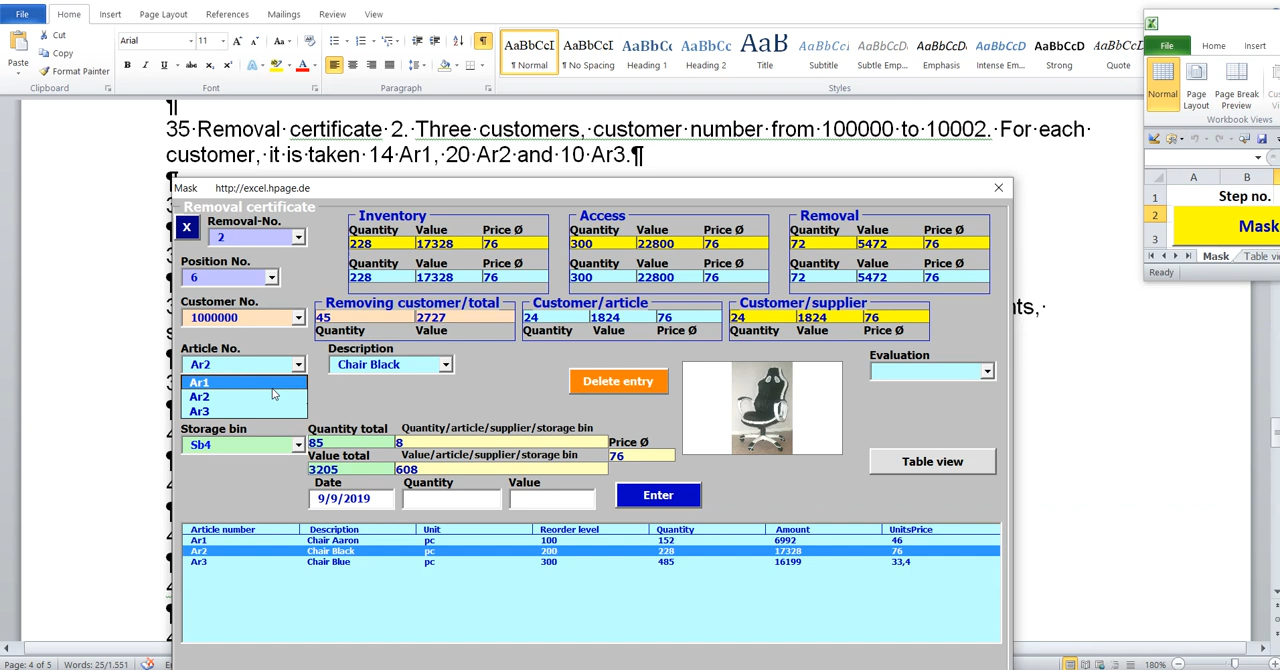 File Home Insert Page Layout References Mailings Review View
Cut
Copy
Format Painter
Paste
Clipboard
Arial 11
Font
Paragraph
AaBbCcI AaBbCcI AaBbCc AaBbCc AaB AaBbCcI AaBbCcD AaBbCcD AaBbCcD AaBbCcD
¶ Normal ¶ No Spacing Heading 1 Heading 2 Title Subtitle Subtle Emp... Emphasis Intense Em... Strong Quote
Styles
35·Removal·certificate·2.·Three·customers,·customer·number·from·100000·to·10002.·For·each·
customer,·it·is·taken·14·Ar1,·20·Ar2·and·10·Ar3.¶
Mask http://excel.hpage.de
Removal certificate
X
Removal-No.
2
Position No.
6
Customer No.
1000000
Inventory
Quantity Value Price Ø
228 17328 76
Quantity Value Price Ø
228 17328 76
Access
Quantity Value Price Ø
300 22800 76
Quantity Value Price Ø
300 22800 76
Removal
Quantity Value Price Ø
72 5472 76
Quantity Value Price Ø
72 5472 76
Removing customer/total
45 2727
Quantity Value
Customer/article
24 1824 76
Quantity Value Price Ø
Customer/supplier
24 1824 76
Quantity Value Price Ø
Article No.
Ar2
Ar1
Ar2
Ar3
Description
Chair Black
Delete entry
Evaluation
Table view
Storage bin
Sb4
Quantity total Quantity/article/supplier/storage bin
85 8
Price Ø
76
Value total Value/article/supplier/storage bin
3205 608
Date Quantity Value
9/9/2019
Enter
Article number Description Unit Reorder level Quantity Amount UnitsPrice
Ar1 Chair Aaron pc 100 152 6992 46
Ar2 Chair Black pc 200 228 17328 76
Ar3 Chair Blue pc 300 485 16199 33,4
Page: 4 of 5 Words: 25/1.551
180%
File Home Insert
Normal
Page Layout
Page Break Preview
Workbook Views
A B
1 Step no.
2
3
Mask
Mask Table vi
Ready